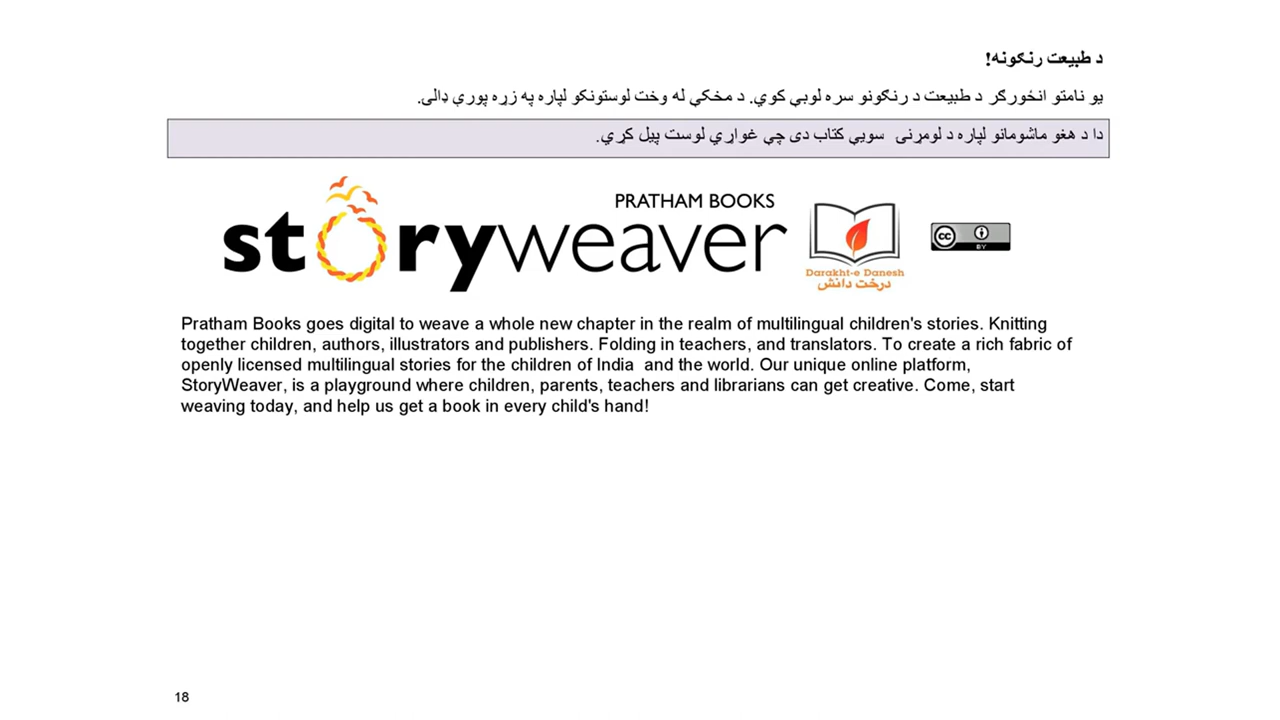 د طبیعت رنګونه!
یو نامتو انځورګر د طبیعت د رنګونو سره لوبې کوي. د مخکې له وخت لوستونکو لپاره په زړه پورې ډالۍ.
دا د هغو ماشومانو لپاره د لومړنۍ سویې کتاب دی چې غواړي لوست پیل کړي.
PRATHAM BOOKS
storyweaver
Darakht-e Danesh
درخت دانش
cc
BY
Pratham Books goes digital to weave a whole new chapter in the realm of multilingual children's stories. Knitting
together children, authors, illustrators and publishers. Folding in teachers, and translators. To create a rich fabric of
openly licensed multilingual stories for the children of India and the world. Our unique online platform,
StoryWeaver, is a playground where children, parents, teachers and librarians can get creative. Come, start
weaving today, and help us get a book in every child's hand!
18